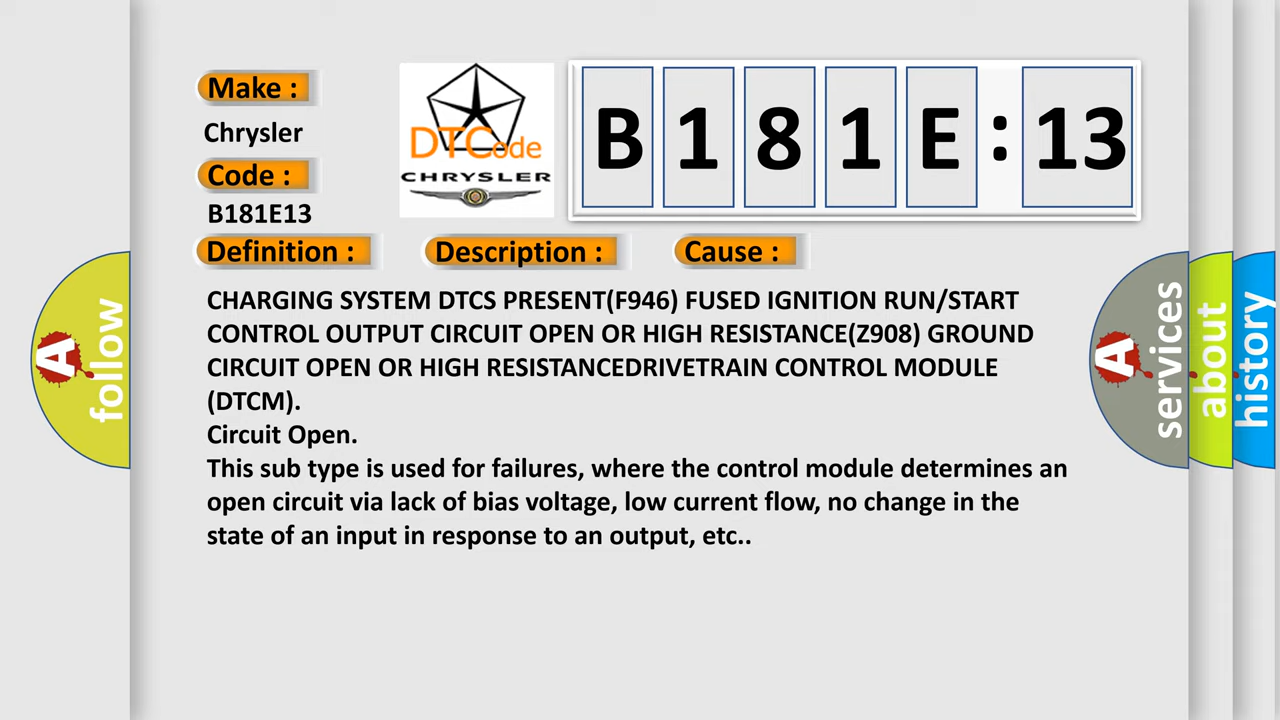 Make :
Chrysler
Code :
B181E13
DTCode
CHRYSLER
B181E:13
Definition :
Description :
Cause :
CHARGING SYSTEM DTCS PRESENT(F946) FUSED IGNITION RUN/START
CONTROL OUTPUT CIRCUIT OPEN OR HIGH RESISTANCE(Z908) GROUND
CIRCUIT OPEN OR HIGH RESISTANCEDRIVETRAIN CONTROL MODULE
(DTCM).
Circuit Open.
This sub type is used for failures, where the control module determines an
open circuit via lack of bias voltage, low current flow, no change in the
state of an input in response to an output, etc..
A follow
A services
about
history